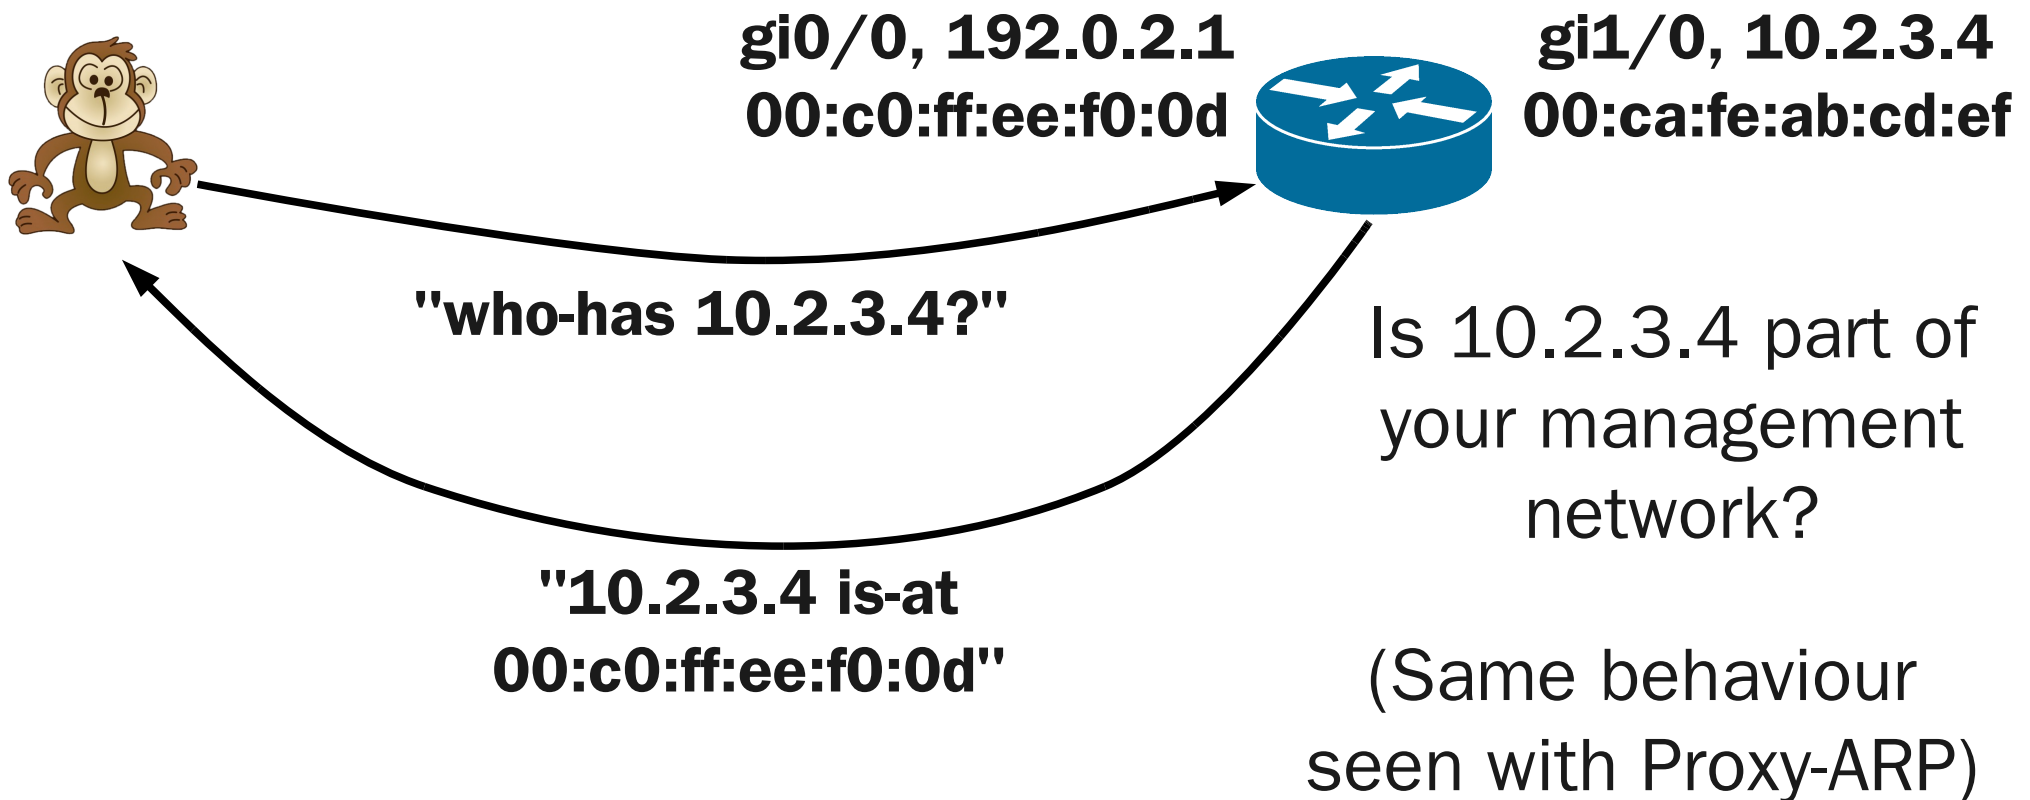 gi0/0, 192.0.2.1
00:c0:ff:ee:f0:0d
gi1/0, 10.2.3.4
00:ca:fe:ab:cd:ef
"who-has 10.2.3.4?"
"10.2.3.4 is-at
00:c0:ff:ee:f0:0d"
Is 10.2.3.4 part of
your management
network?
(Same behaviour
seen with Proxy-ARP)